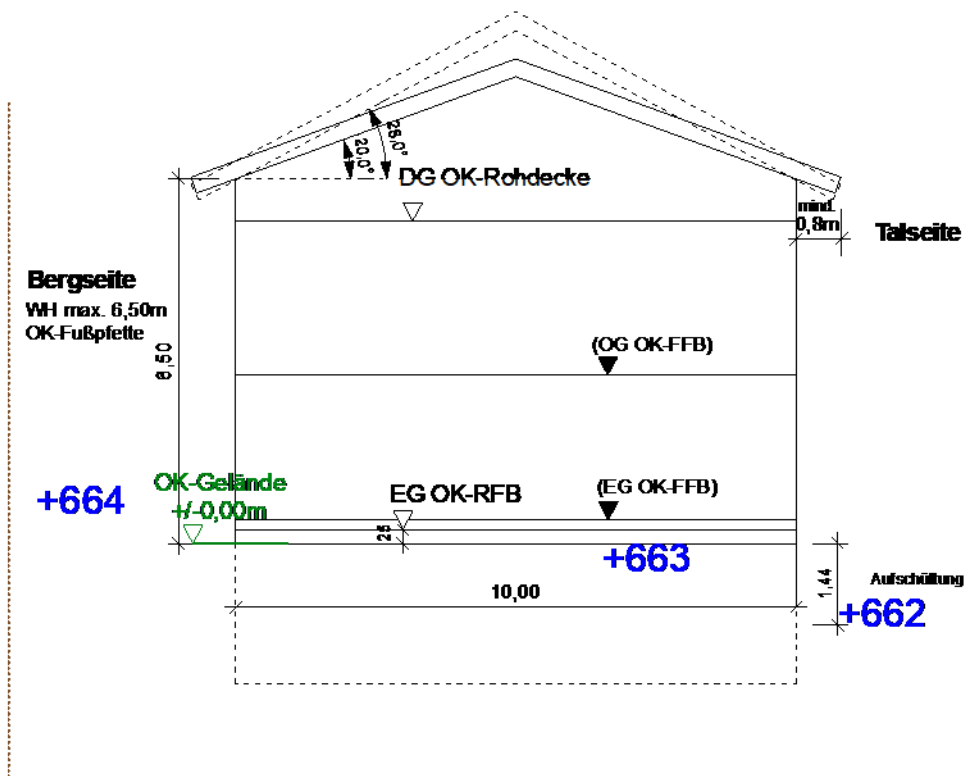 28,0°
20,0°
DG OK-Rohdecke
mind.
0,8m
Talseite
Bergseite
WH max. 6,50m
OK-Fußpfette
6,50
(OG OK-FFB)
OK-Gelände
+/-0,00m
+664
EG OK-RFB
(EG OK-FFB)
25
+663
10,00
1,44
Aufschüttung
+662